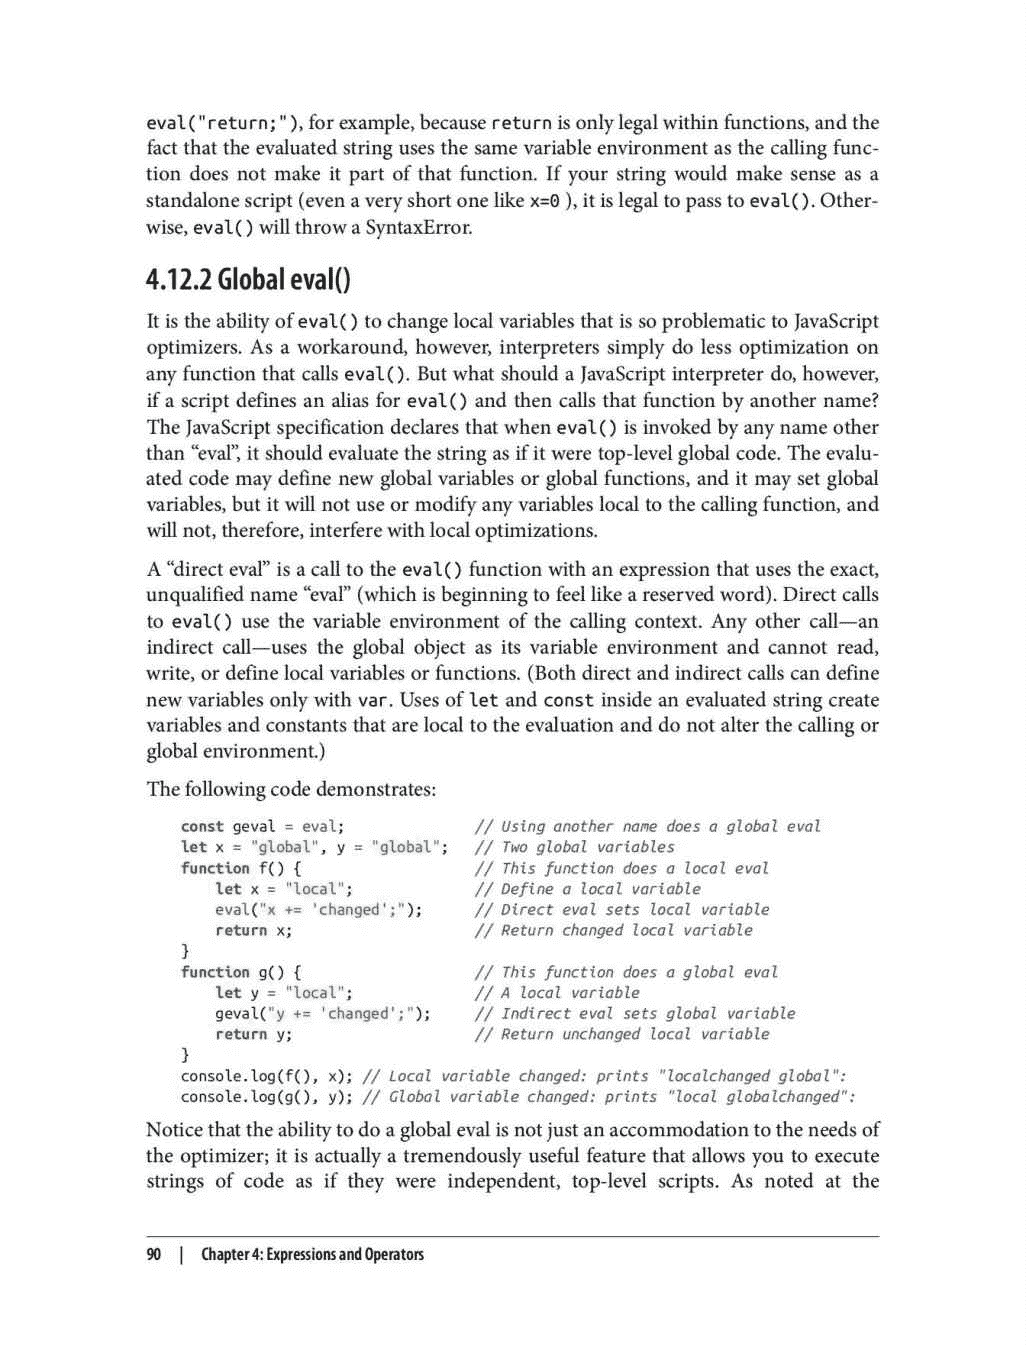 eval("return;"), for example, because return is only legal within functions, and the
fact that the evaluated string uses the same variable environment as the calling func-
tion does not make it part of that function. If your string would make sense as a
standalone script (even a very short one like x=0 ), it is legal to pass to eval(). Other-
wise, eval() will throw a SyntaxError.
4.12.2 Global eval()
It is the ability of eval() to change local variables that is so problematic to JavaScript
optimizers. As a workaround, however, interpreters simply do less optimization on
any function that calls eval(). But what should a JavaScript interpreter do, however,
if a script defines an alias for eval() and then calls that function by another name?
The JavaScript specification declares that when eval() is invoked by any name other
than “eval”, it should evaluate the string as if it were top-level global code. The evalu-
ated code may define new global variables or global functions, and it may set global
variables, but it will not use or modify any variables local to the calling function, and
will not, therefore, interfere with local optimizations.
A “direct eval” is a call to the eval() function with an expression that uses the exact,
unqualified name “eval” (which is beginning to feel like a reserved word). Direct calls
to eval() use the variable environment of the calling context. Any other call—an
indirect call—uses the global object as its variable environment and cannot read,
write, or define local variables or functions. (Both direct and indirect calls can define
new variables only with var. Uses of let and const inside an evaluated string create
variables and constants that are local to the evaluation and do not alter the calling or
global environment.)
The following code demonstrates:
const geval = eval;               // Using another name does a global eval
let x = "global", y = "global";   // Two global variables
function f() {                    // This function does a local eval
    let x = "local";              // Define a local variable
    eval("x += 'changed';");      // Direct eval sets local variable
    return x;                     // Return changed local variable
}
function g() {                    // This function does a global eval
    let y = "local";              // A local variable
    geval("y += 'changed';");     // Indirect eval sets global variable
    return y;                     // Return unchanged local variable
}
console.log(f(), x); // Local variable changed: prints "localchanged global":
console.log(g(), y); // Global variable changed: prints "local globalchanged":
Notice that the ability to do a global eval is not just an accommodation to the needs of
the optimizer; it is actually a tremendously useful feature that allows you to execute
strings of code as if they were independent, top-level scripts. As noted at the
90 | Chapter 4: Expressions and Operators